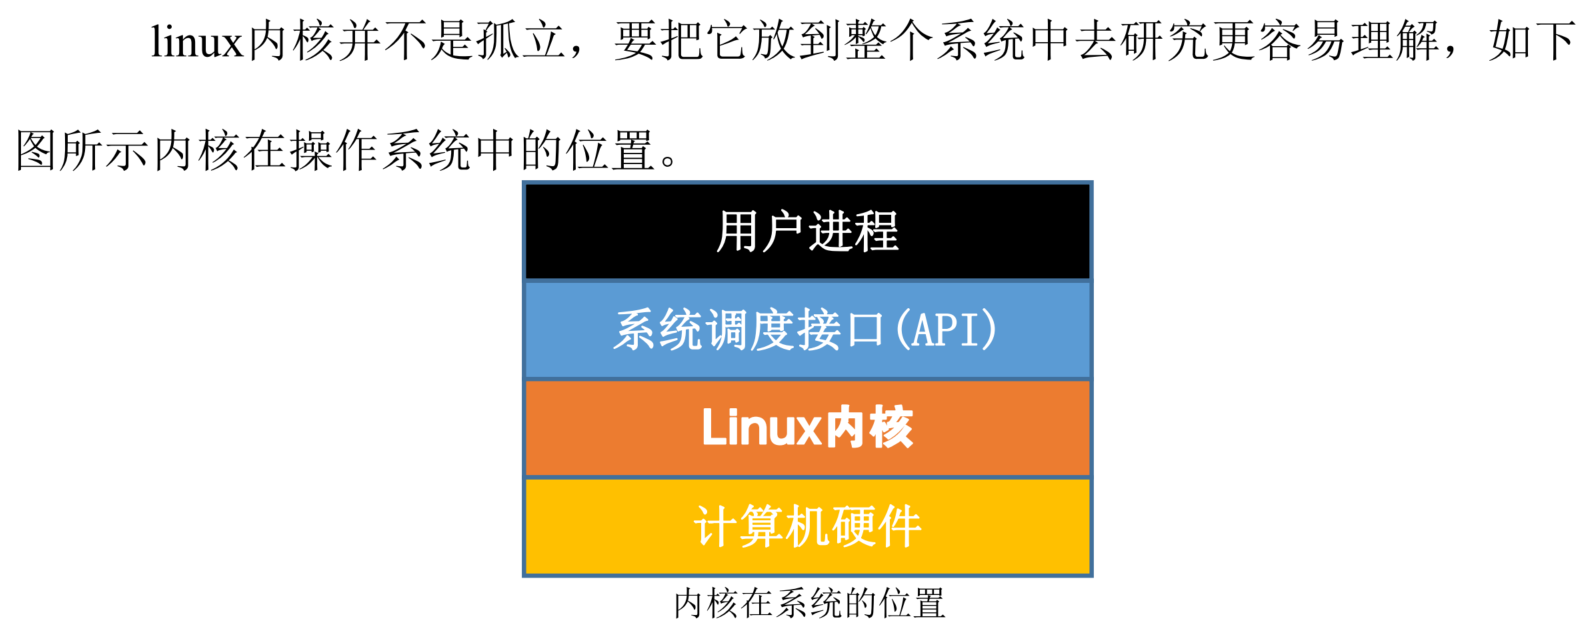 linux内核并不是孤立，要把它放到整个系统中去研究更容易理解，如下
图所示内核在操作系统中的位置。
用户进程
系统调度接口(API)
Linux内核
计算机硬件
内核在系统的位置